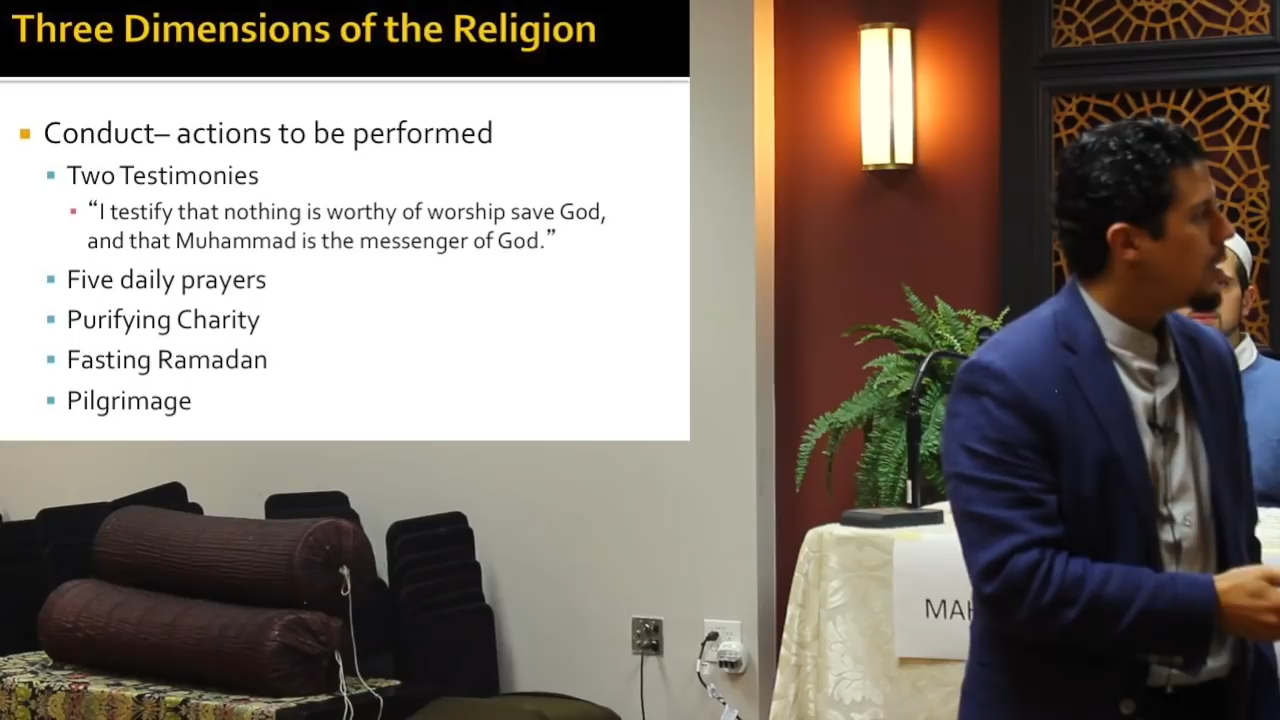 Three Dimensions of the Religion
Conduct– actions to be performed
Two Testimonies
“I testify that nothing is worthy of worship save God,
and that Muhammad is the messenger of God.”
Five daily prayers
Purifying Charity
Fasting Ramadan
Pilgrimage